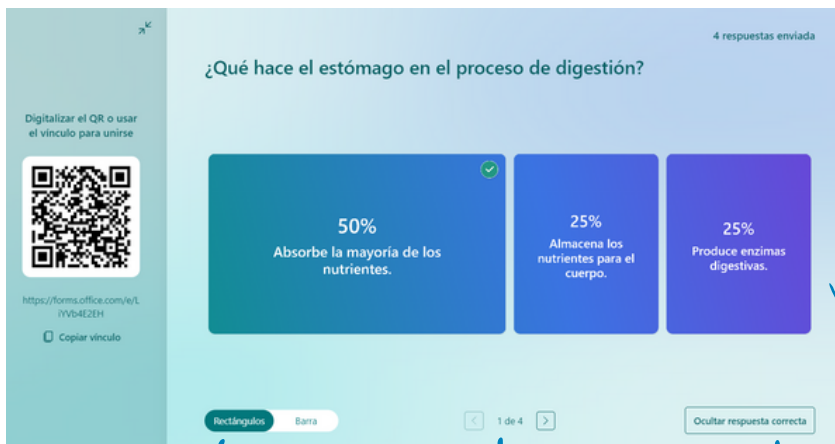 4 respuestas enviada
¿Qué hace el estómago en el proceso de digestión?
Digitalizar el QR o usar
el vínculo para unirse
https://forms.office.com/e/L
iYVb4E2EH
Copiar vínculo
50%
Absorbe la mayoría de los
nutrientes.
25%
Almacena los
nutrientes para el
cuerpo.
25%
Produce enzimas
digestivas.
Rectángulos
Barra
1 de 4
Ocultar respuesta correcta